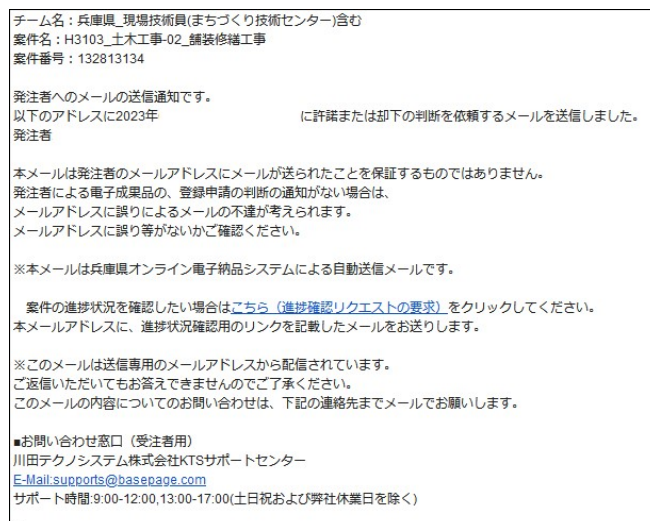 チーム名：兵庫県_現場技術員(まちづくり技術センター)含む
案件名：H3103_土木工事-02_舗装修繕工事
案件番号：132813134
発注者へのメールの送信通知です。
以下のアドレスに2023年　　　　　　　　　　に許諾または却下の判断を依頼するメールを送信しました。
発注者
本メールは発注者のメールアドレスにメールが送られたことを保証するものではありません。
発注者による電子成果品の、登録申請の判断の通知がない場合は、
メールアドレスに誤りによるメールの不達が考えられます。
メールアドレスに誤り等がないかご確認ください。
※本メールは兵庫県オンライン電子納品システムによる自動送信メールです。
案件の進捗状況を確認したい場合はこちら（進捗確認リクエストの要求）をクリックしてください。
本メールアドレスに、進捗状況確認用のリンクを記載したメールをお送りします。
※このメールは送信専用のメールアドレスから配信されています。
ご返信いただいてもお答えできませんのでご了承ください。
このメールの内容についてのお問い合わせは、下記の連絡先までメールでお願いします。
■お問い合わせ窓口（受注者用）
川田テクノシステム株式会社KTSサポートセンター
E-Mail:supports@basepage.com
サポート時間:9:00-12:00,13:00-17:00(土日祝および弊社休業日を除く)